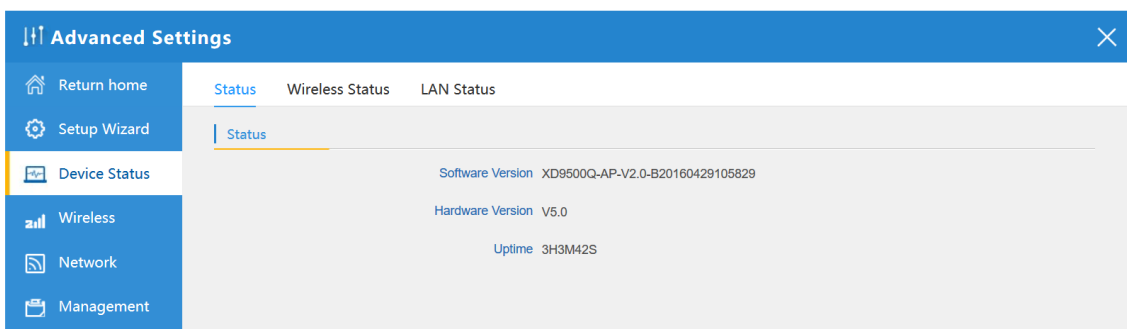 Advanced Settings
Return home
Setup Wizard
Device Status
Wireless
Network
Management
Status Wireless Status LAN Status
Status
Software Version XD9500Q-AP-V2.0-B20160429105829
Hardware Version V5.0
Uptime 3H3M42S